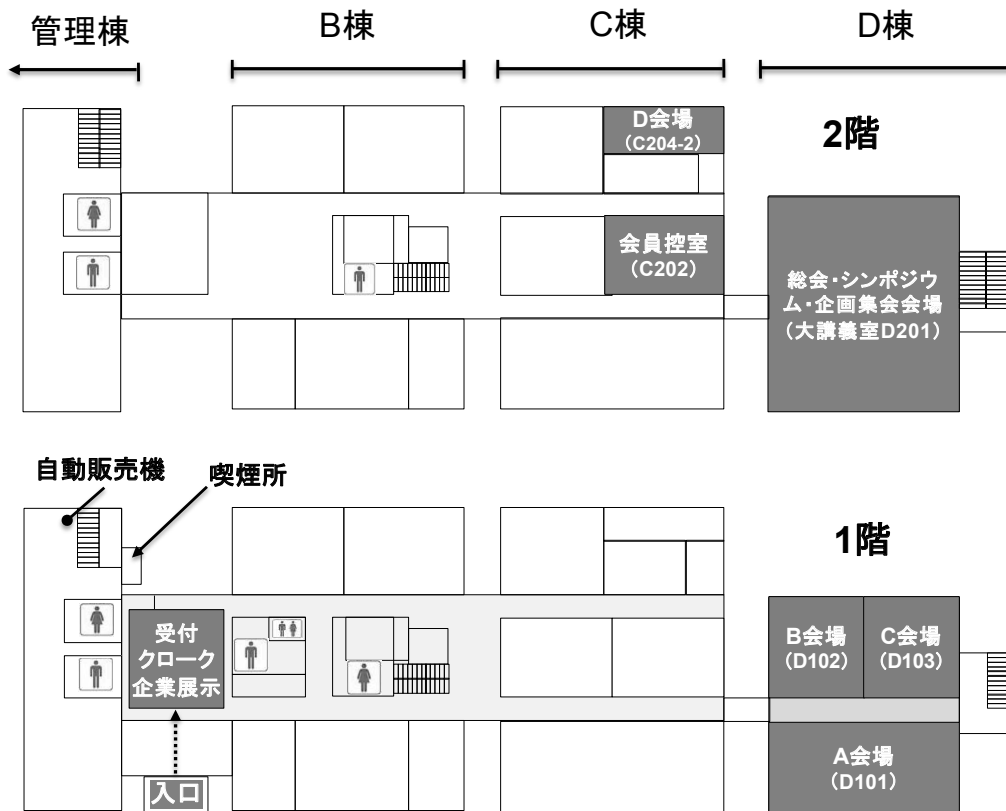 管理棟
B棟
C棟
D棟
2階
D会場
（C204-2）
会員控室
（C202）
総会・シンポジウ
ム・企画集会会場
（大講義室D201）
自動販売機
喫煙所
1階
受付
クローク
企業展示
B会場
（D102）
C会場
（D103）
A会場
（D101）
入口